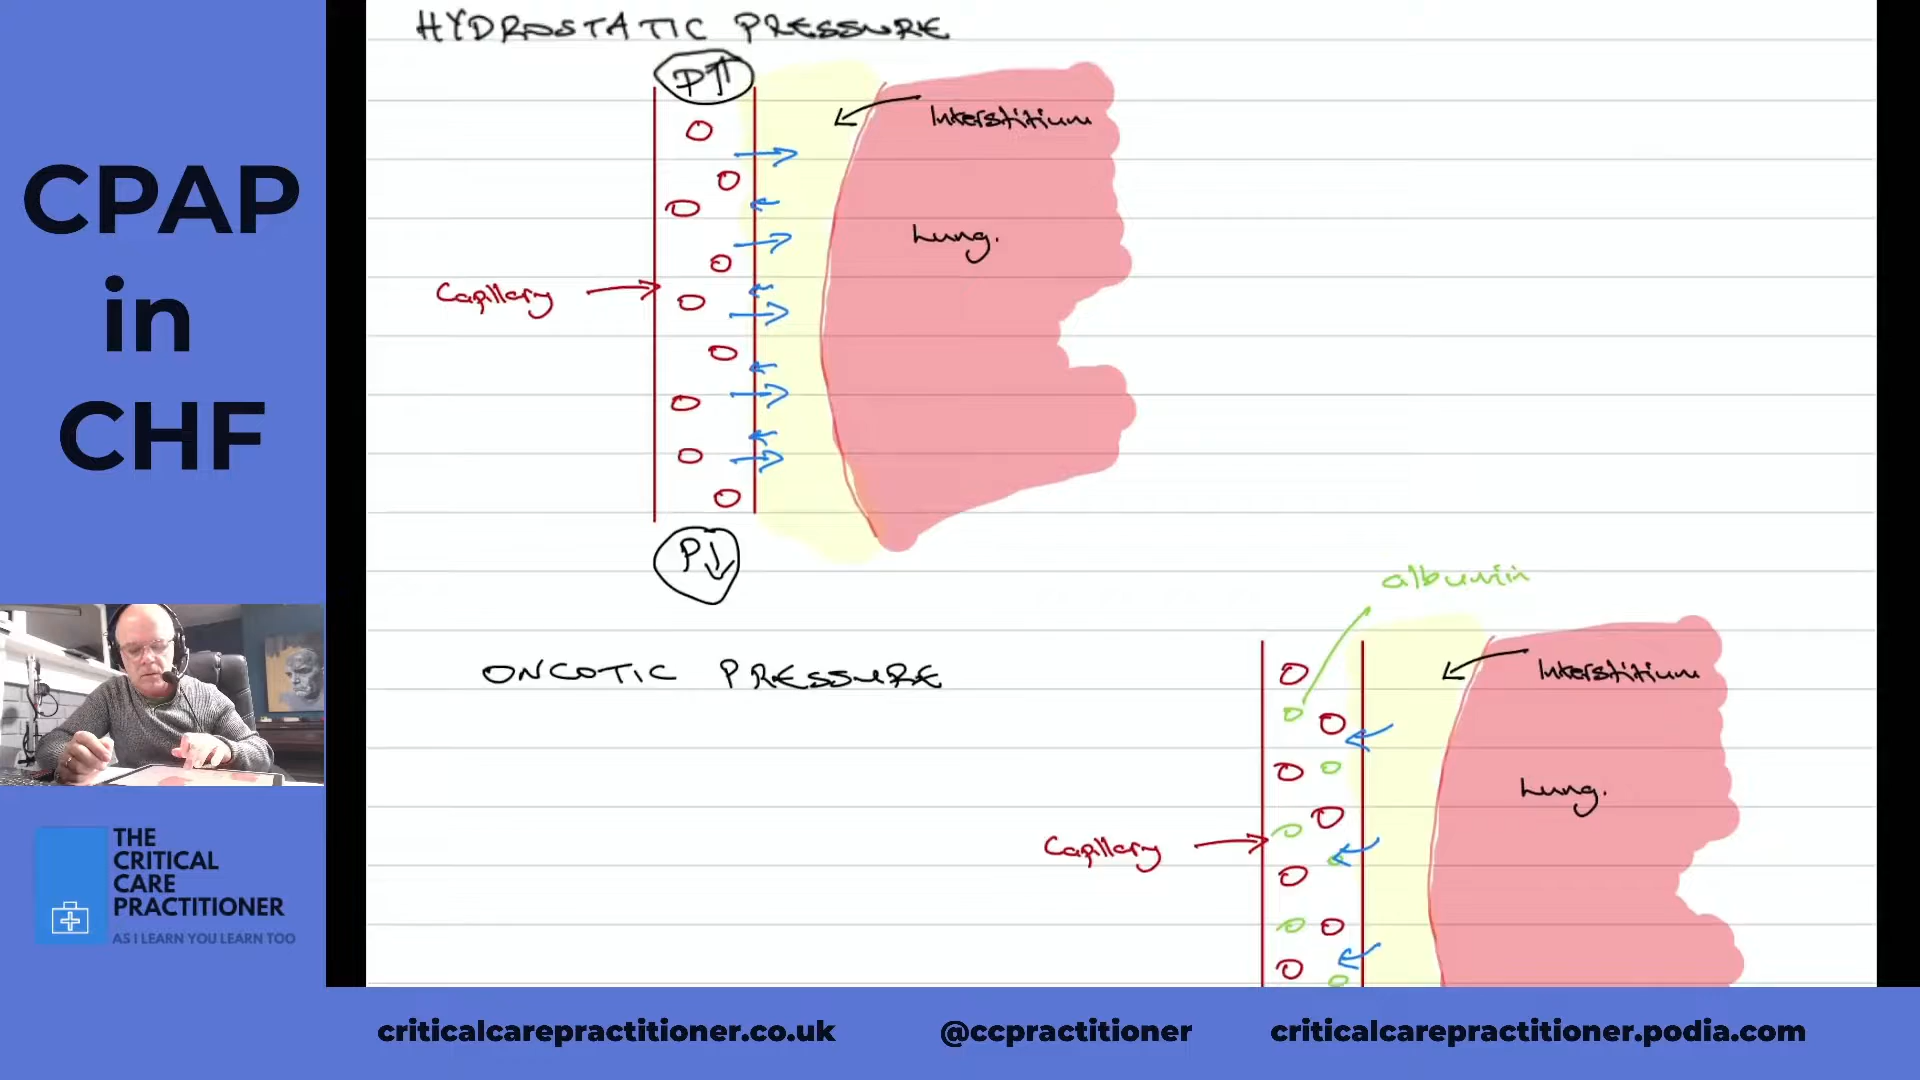 CPAP
in
CHF
HYDROSTATIC PRESSURE
P↑
Interstitium
Lung.
Capillary
P↓
albumin
ONCOTIC PRESSURE
Interstitium
Lung.
Capillary
THE
CRITICAL
CARE
PRACTITIONER
AS I LEARN YOU LEARN TOO
criticalcarepractitioner.co.uk
@ccpractitioner
criticalcarepractitioner.podia.com